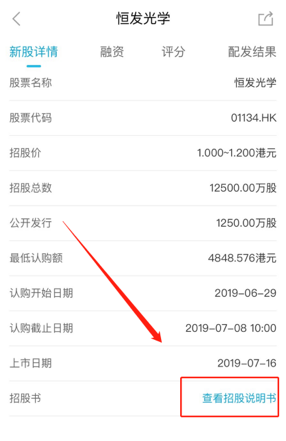 恒发光学
新股详情 融资 评分 配发结果
股票名称 恒发光学
股票代码 01134.HK
招股价 1.000~1.200港元
招股总数 12500.00万股
公开发行 1250.00万股
最低认购额 4848.576港元
认购开始日期 2019-06-29
认购截止日期 2019-07-08 10:00
上市日期 2019-07-16
招股书 查看招股说明书